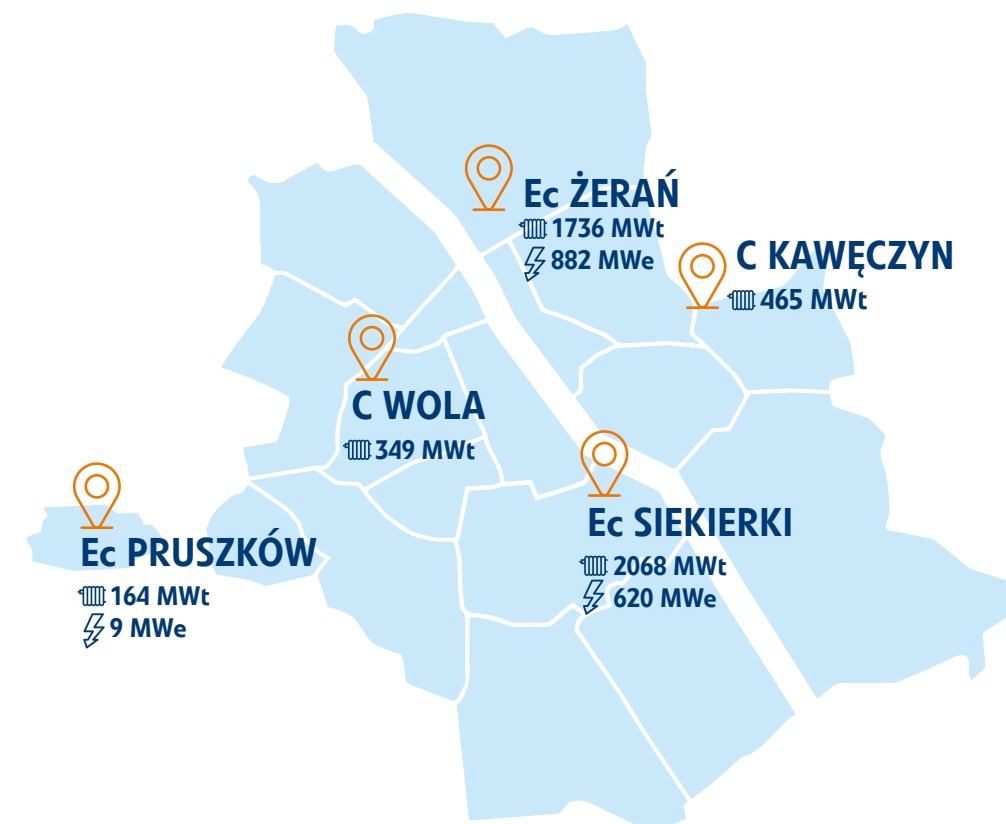 Ec ŻERAŃ
1736 MWt
882 MWe
C KAWĘCZYN
465 MWt
C WOLA
349 MWt
Ec SIEKIERKI
2068 MWt
620 MWe
Ec PRUSZKÓW
164 MWt
9 MWe